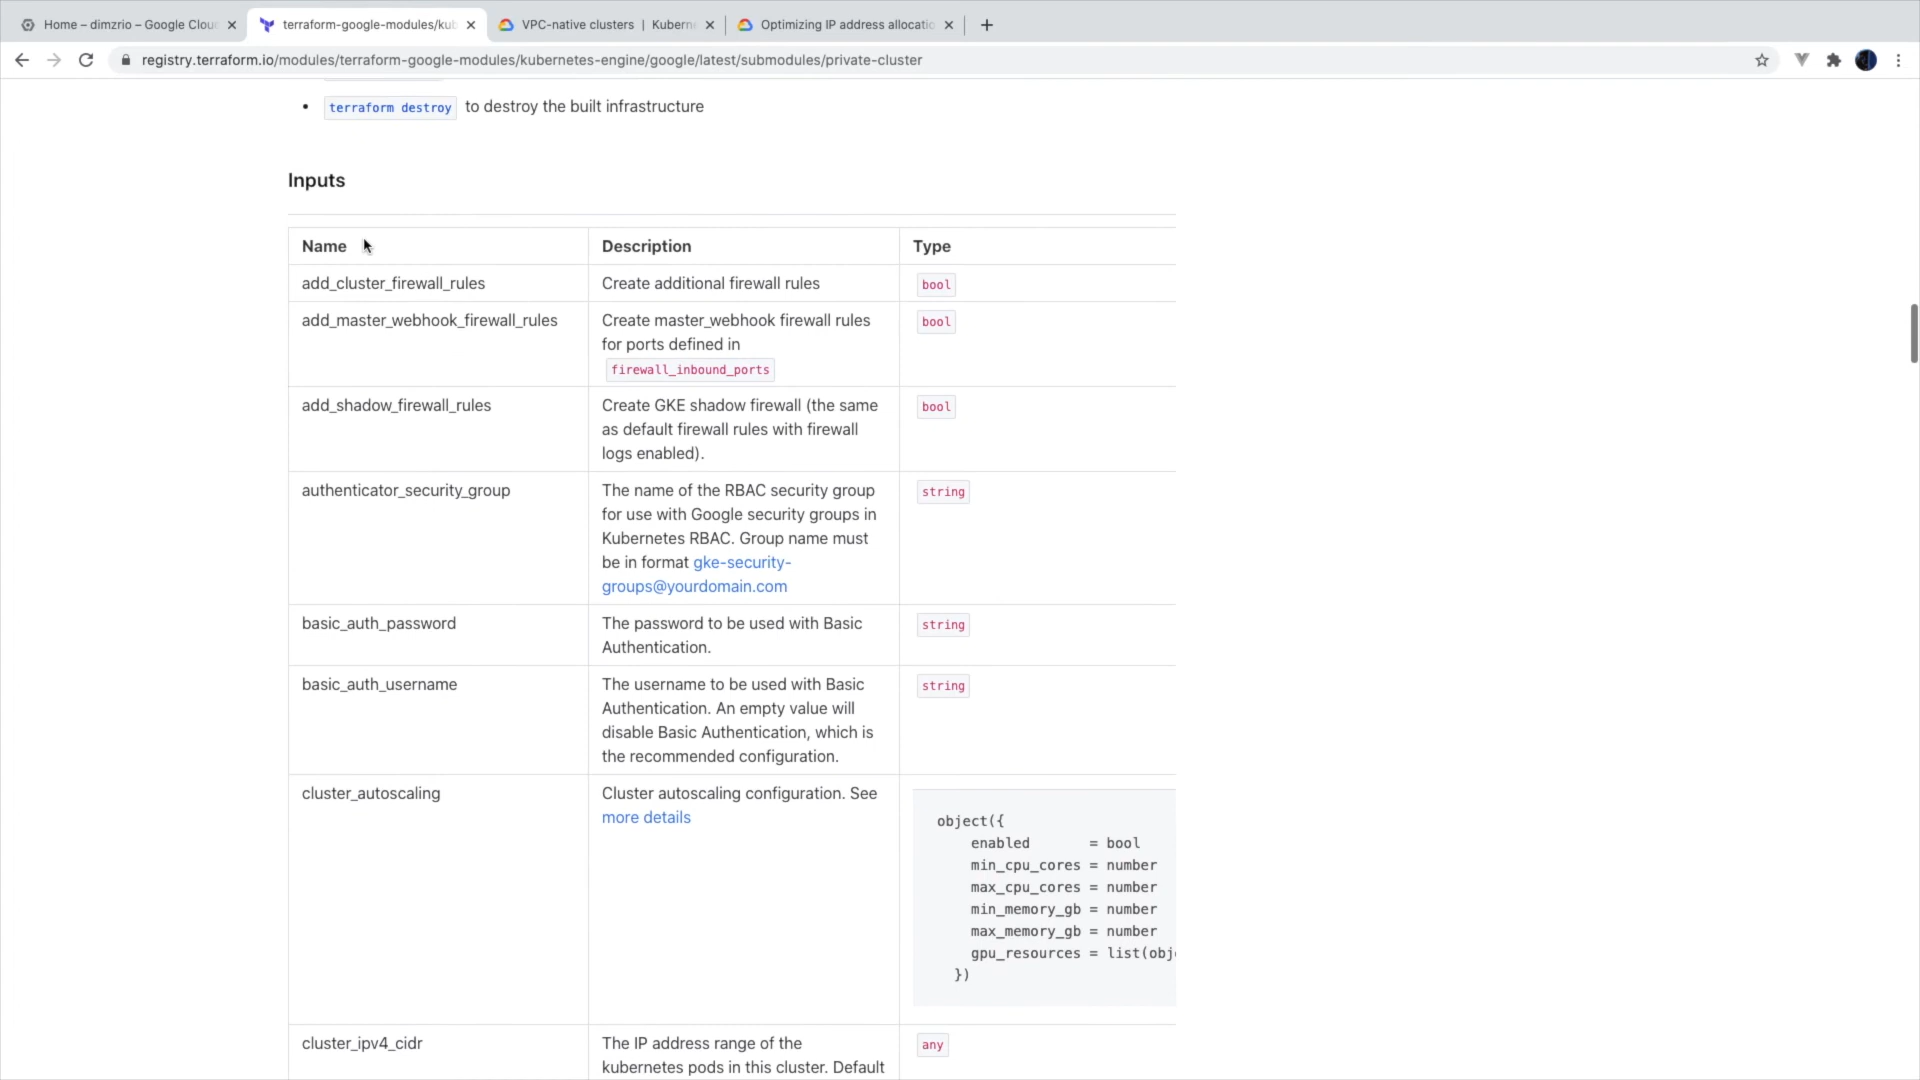 Home – dimzrio – Google Clou
terraform-google-modules/kub
VPC-native clusters | Kuberne
Optimizing IP address allocatio
registry.terraform.io/modules/terraform-google-modules/kubernetes-engine/google/latest/submodules/private-cluster
• terraform destroy to destroy the built infrastructure
Inputs
Name Description Type
add_cluster_firewall_rules Create additional firewall rules bool
add_master_webhook_firewall_rules Create master_webhook firewall rules bool
for ports defined in
firewall_inbound_ports
add_shadow_firewall_rules Create GKE shadow firewall (the same bool
as default firewall rules with firewall
logs enabled).
authenticator_security_group The name of the RBAC security group string
for use with Google security groups in
Kubernetes RBAC. Group name must
be in format gke-security-
groups@yourdomain.com
basic_auth_password The password to be used with Basic string
Authentication.
basic_auth_username The username to be used with Basic string
Authentication. An empty value will
disable Basic Authentication, which is
the recommended configuration.
cluster_autoscaling Cluster autoscaling configuration. See
more details
object({
enabled = bool
min_cpu_cores = number
max_cpu_cores = number
min_memory_gb = number
max_memory_gb = number
gpu_resources = list(obj
})
cluster_ipv4_cidr The IP address range of the any
kubernetes pods in this cluster. Default